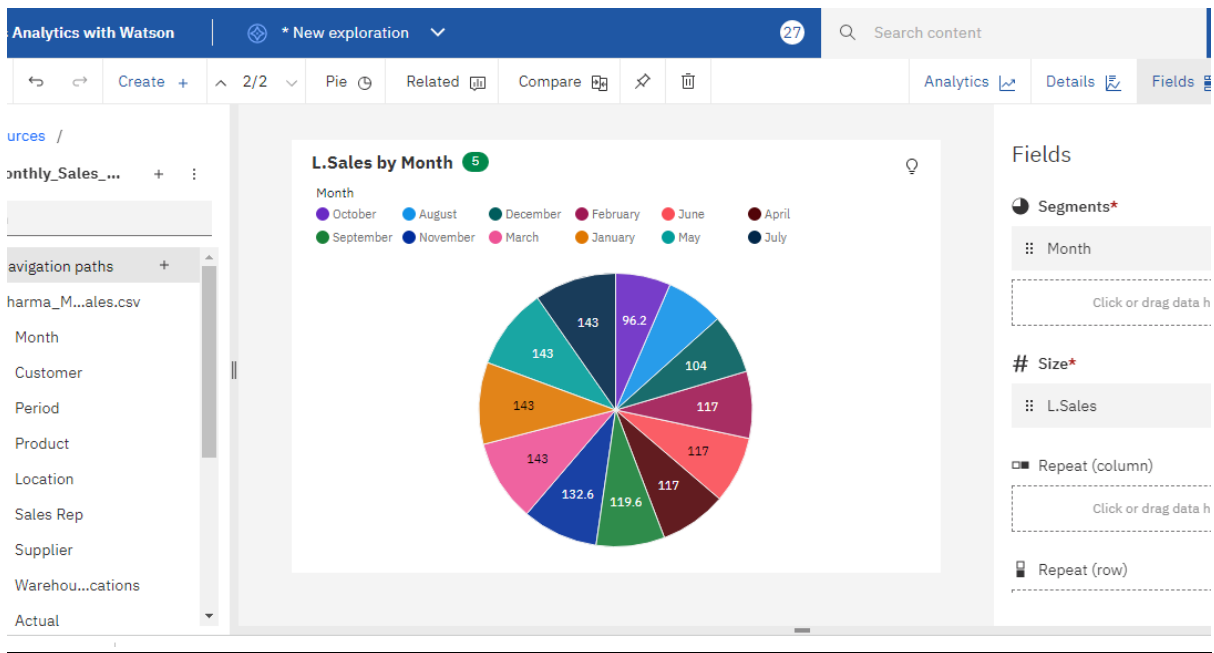 Analytics with Watson
* New exploration
27
Search content
Create +
2/2
Pie
Related
Compare
Analytics
Details
Fields
urces /
onthly_Sales_... +
avigation paths +
harma_M...ales.csv
Month
Customer
Period
Product
Location
Sales Rep
Supplier
Warehou...cations
Actual
L.Sales by Month 5
Month
October August December February June April
September November March January May July
143 96.2
143 104
143 117
143 117
132.6 119.6 117
Fields
Segments*
Month
Click or drag data h
# Size*
L.Sales
Repeat (column)
Click or drag data h
Repeat (row)